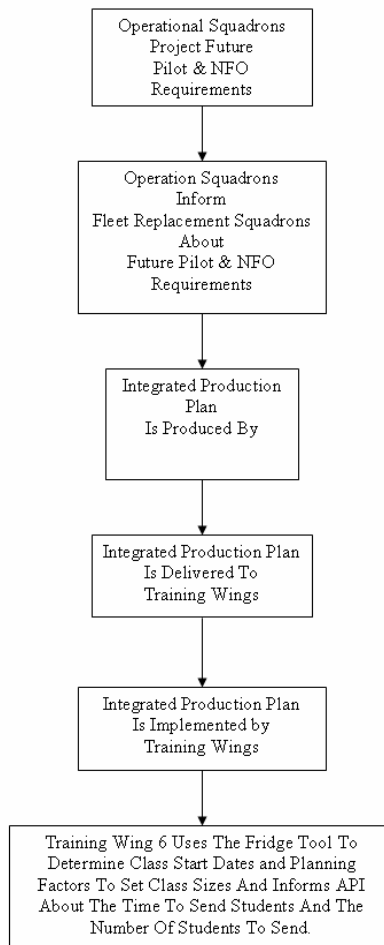 Operational Squadrons
Project Future
Pilot & NFO
Requirements
Operation Squadrons
Inform
Fleet Replacement Squadrons
About
Future Pilot & NFO
Requirements
Integrated Production
Plan
Is Produced By
Integrated Production Plan
Is Delivered To
Training Wings
Integrated Production Plan
Is Implemented by
Training Wings
Training Wing 6 Uses The Fridge Tool To
Determine Class Start Dates and Planning
Factors To Set Class Sizes And Informs API
About The Time To Send Students And The
Number Of Students To Send.